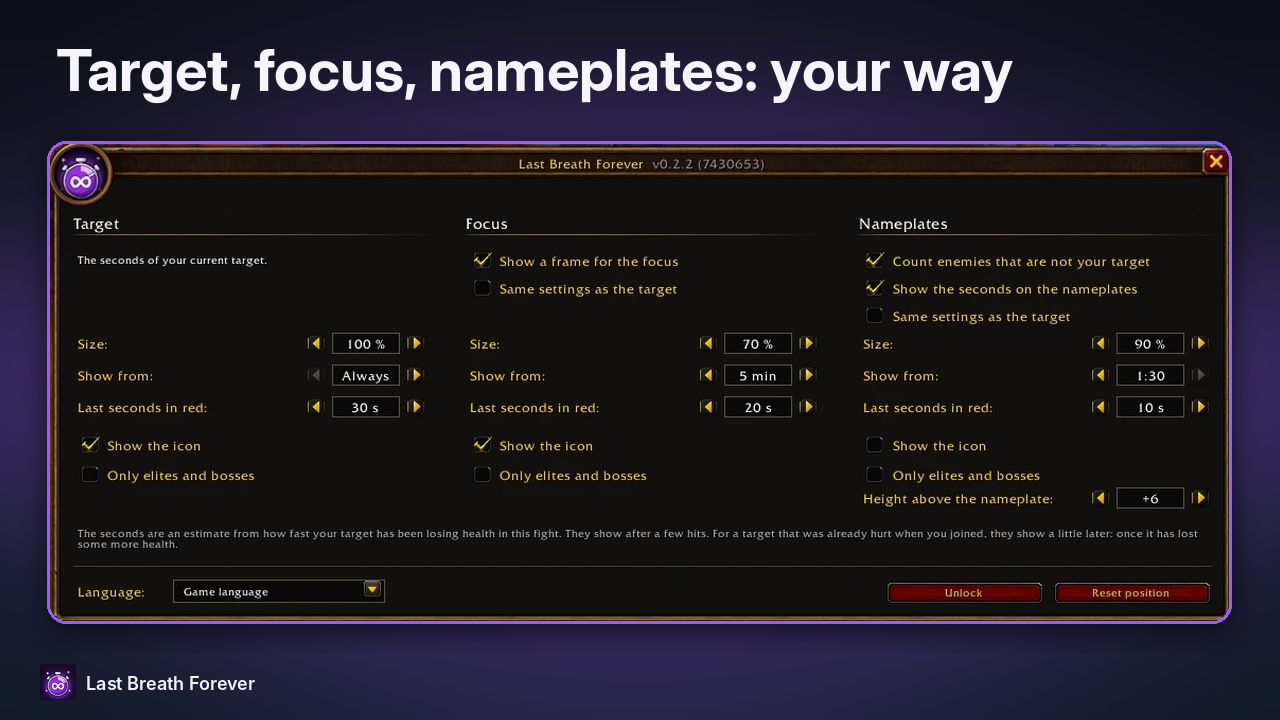 Target, focus, nameplates: your way
Last Breath Forever v0.2.2 (7430653)
Target
The seconds of your current target.
Size:
100 %
Show from:
Always
Last seconds in red:
30 s
Show the icon
Only elites and bosses
Focus
Show a frame for the focus
Same settings as the target
Size:
70 %
Show from:
5 min
Last seconds in red:
20 s
Show the icon
Only elites and bosses
Nameplates
Count enemies that are not your target
Show the seconds on the nameplates
Same settings as the target
Size:
90 %
Show from:
1:30
Last seconds in red:
10 s
Show the icon
Only elites and bosses
Height above the nameplate:
+6
The seconds are an estimate from how fast your target has been losing health in this fight. They show after a few hits. For a target that was already hurt when you joined, they show a little later: once it has lost
some more health.
Language:
Game language
Unlock
Reset position
Last Breath Forever